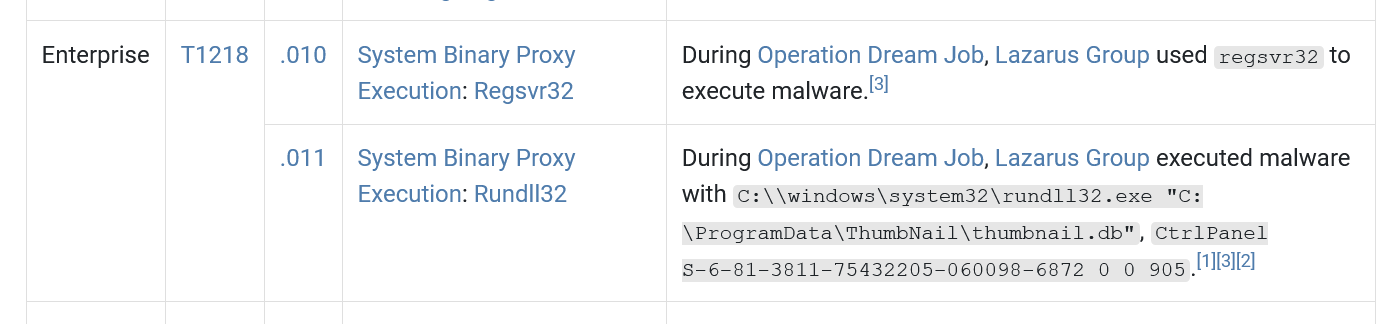 Enterprise T1218 .010 System Binary Proxy During Operation Dream Job, Lazarus Group used regsvr32 to
Execution: Regsvr32 execute malware.[3]
.011 System Binary Proxy During Operation Dream Job, Lazarus Group executed malware
Execution: Rundll32 with C:\\windows\system32\rundll32.exe "C:
\ProgramData\ThumbNail\thumbnail.db", CtrlPanel
S-6-81-3811-75432205-060098-6872 0 0 905.[1][3][2]